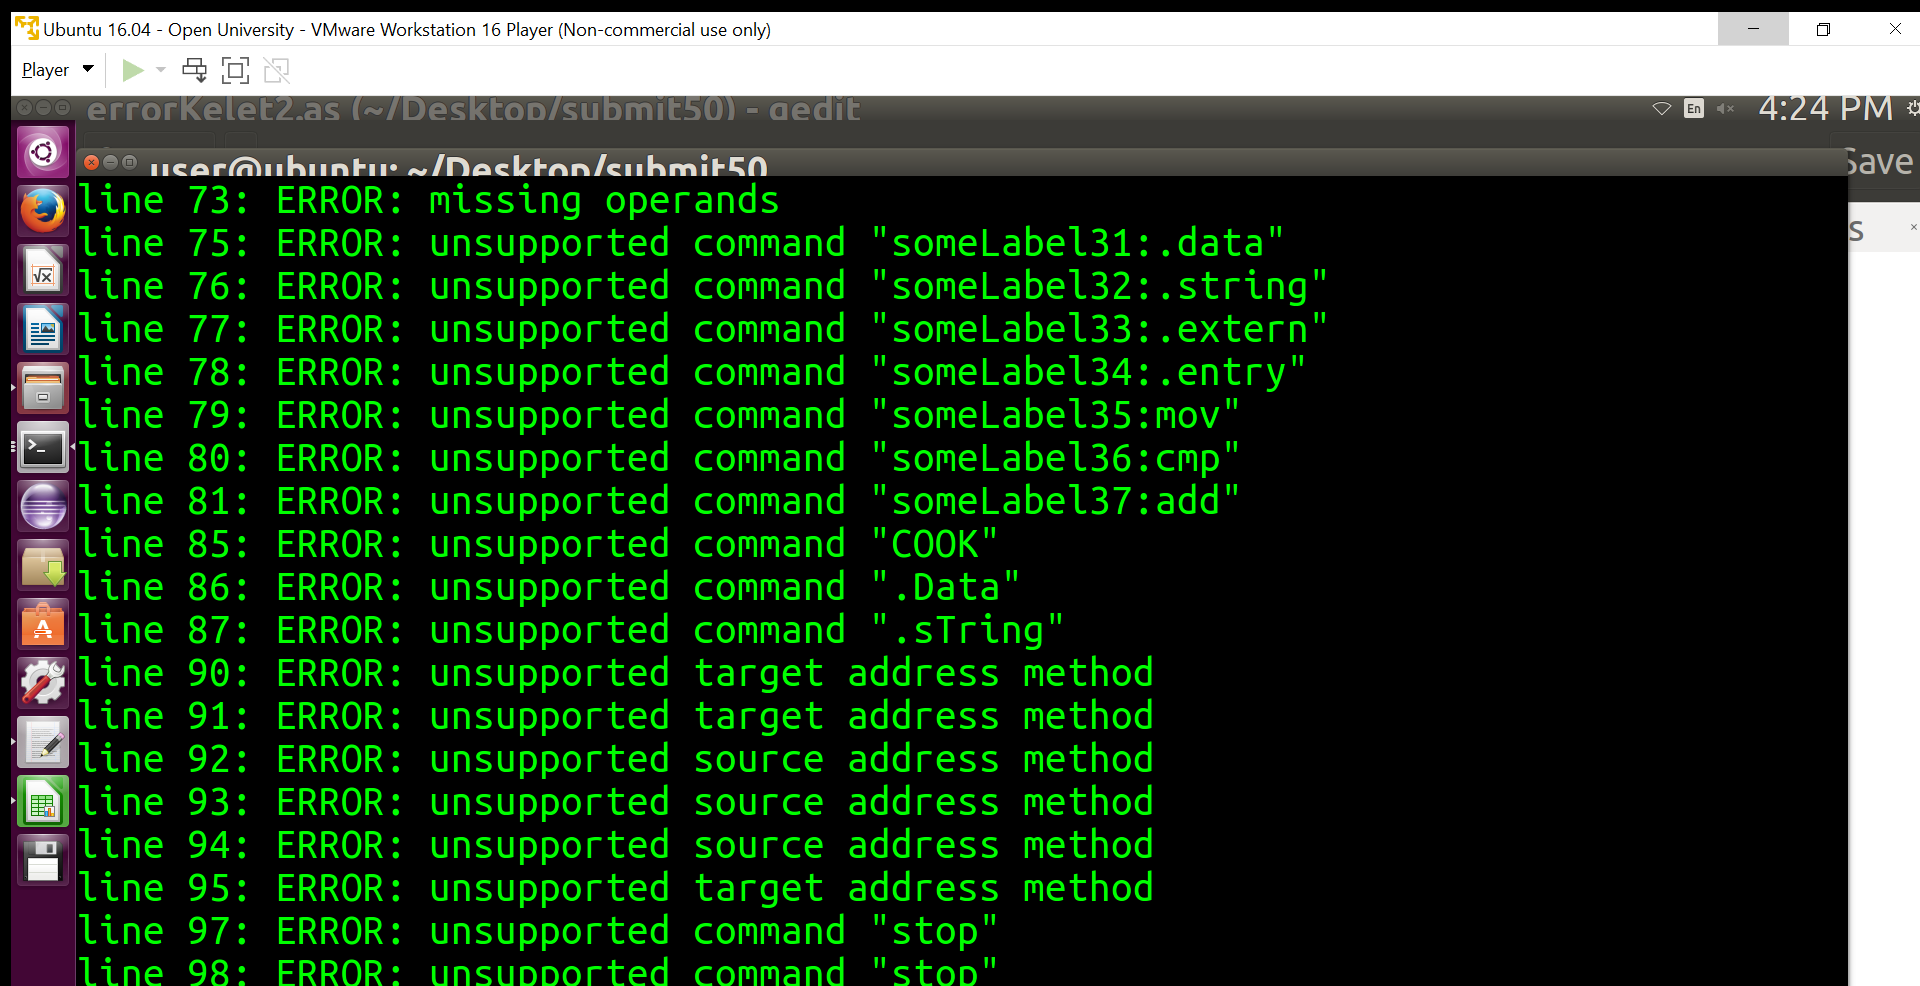 Ubuntu 16.04 - Open University - VMware Workstation 16 Player (Non-commercial use only)
Player
errorKelet2.as (~/Desktop/submit50) - gedit
En
4:24 PM
user@ubuntu: ~/Desktop/submit50
Save
line 73: ERROR: missing operands
s
line 75: ERROR: unsupported command "someLabel31:.data"
line 76: ERROR: unsupported command "someLabel32:.string"
line 77: ERROR: unsupported command "someLabel33:.extern"
line 78: ERROR: unsupported command "someLabel34:.entry"
line 79: ERROR: unsupported command "someLabel35:mov"
line 80: ERROR: unsupported command "someLabel36:cmp"
line 81: ERROR: unsupported command "someLabel37:add"
line 85: ERROR: unsupported command "COOK"
line 86: ERROR: unsupported command ".Data"
line 87: ERROR: unsupported command ".sTring"
line 90: ERROR: unsupported target address method
line 91: ERROR: unsupported target address method
line 92: ERROR: unsupported source address method
line 93: ERROR: unsupported source address method
line 94: ERROR: unsupported source address method
line 95: ERROR: unsupported target address method
line 97: ERROR: unsupported command "stop"
line 98: ERROR: unsupported command "stop"